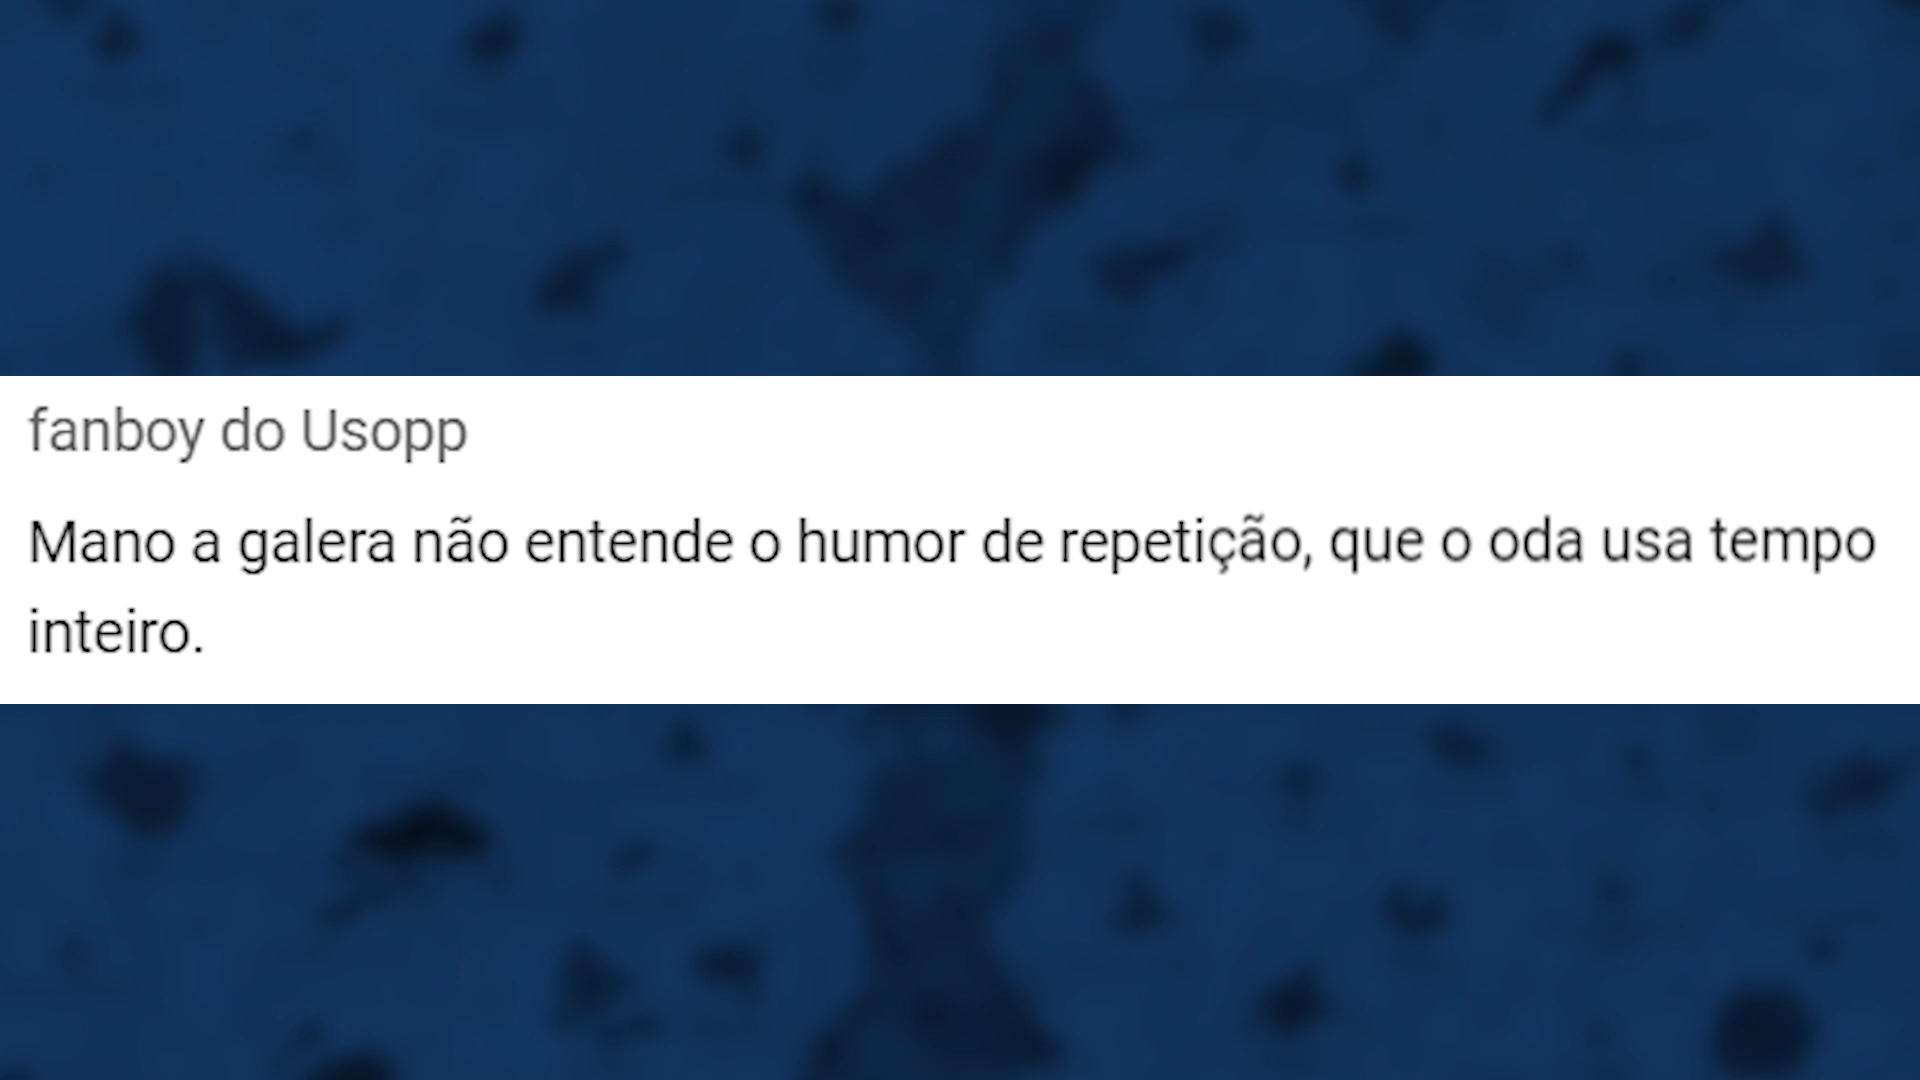 fanboy do Usopp
Mano a galera não entende o humor de repetição, que o oda usa tempo
inteiro.